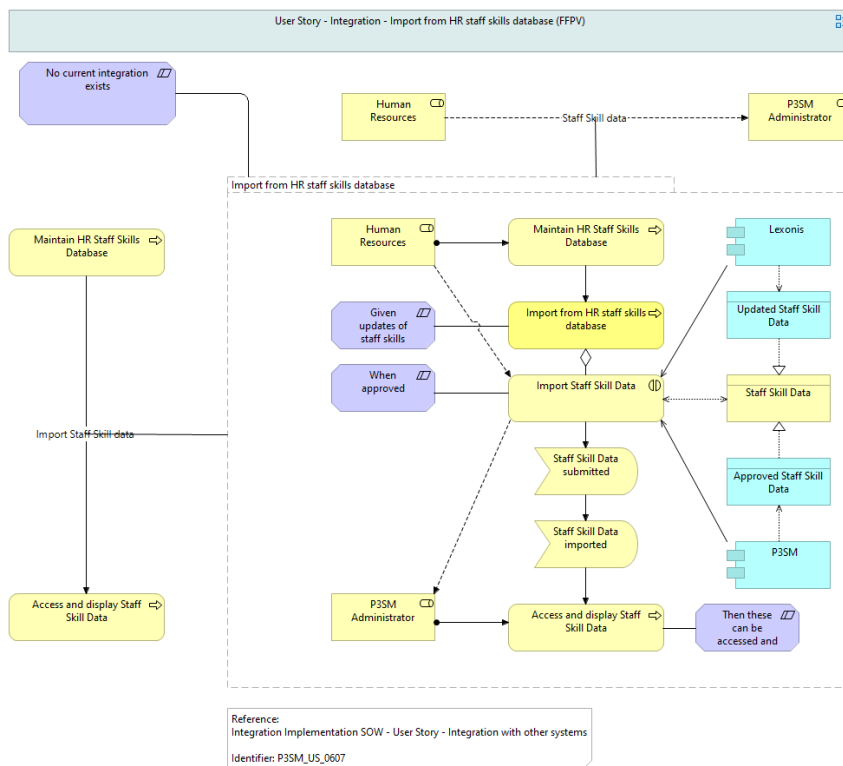 User Story - Integration - Import from HR staff skills database (FFPV)
No current integration
exists
Human
Resources
Staff Skill data
P3SM
Administrator
Import from HR staff skills database
Maintain HR Staff Skills
Database
Human
Resources
Maintain HR Staff Skills
Database
Lexonis
Given
updates of
staff skills
Import from HR staff skills
database
Updated Staff Skill
Data
When
approved
Import Staff Skill Data
Staff Skill Data
Import Staff Skill data
Staff Skill Data
submitted
Approved Staff Skill
Data
Staff Skill Data
imported
P3SM
Access and display Staff
Skill Data
P3SM
Administrator
Access and display Staff
Skill Data
Then these
can be
accessed and
Reference:
Integration Implementation SOW - User Story - Integration with other systems
Identifier: P3SM_US_0607